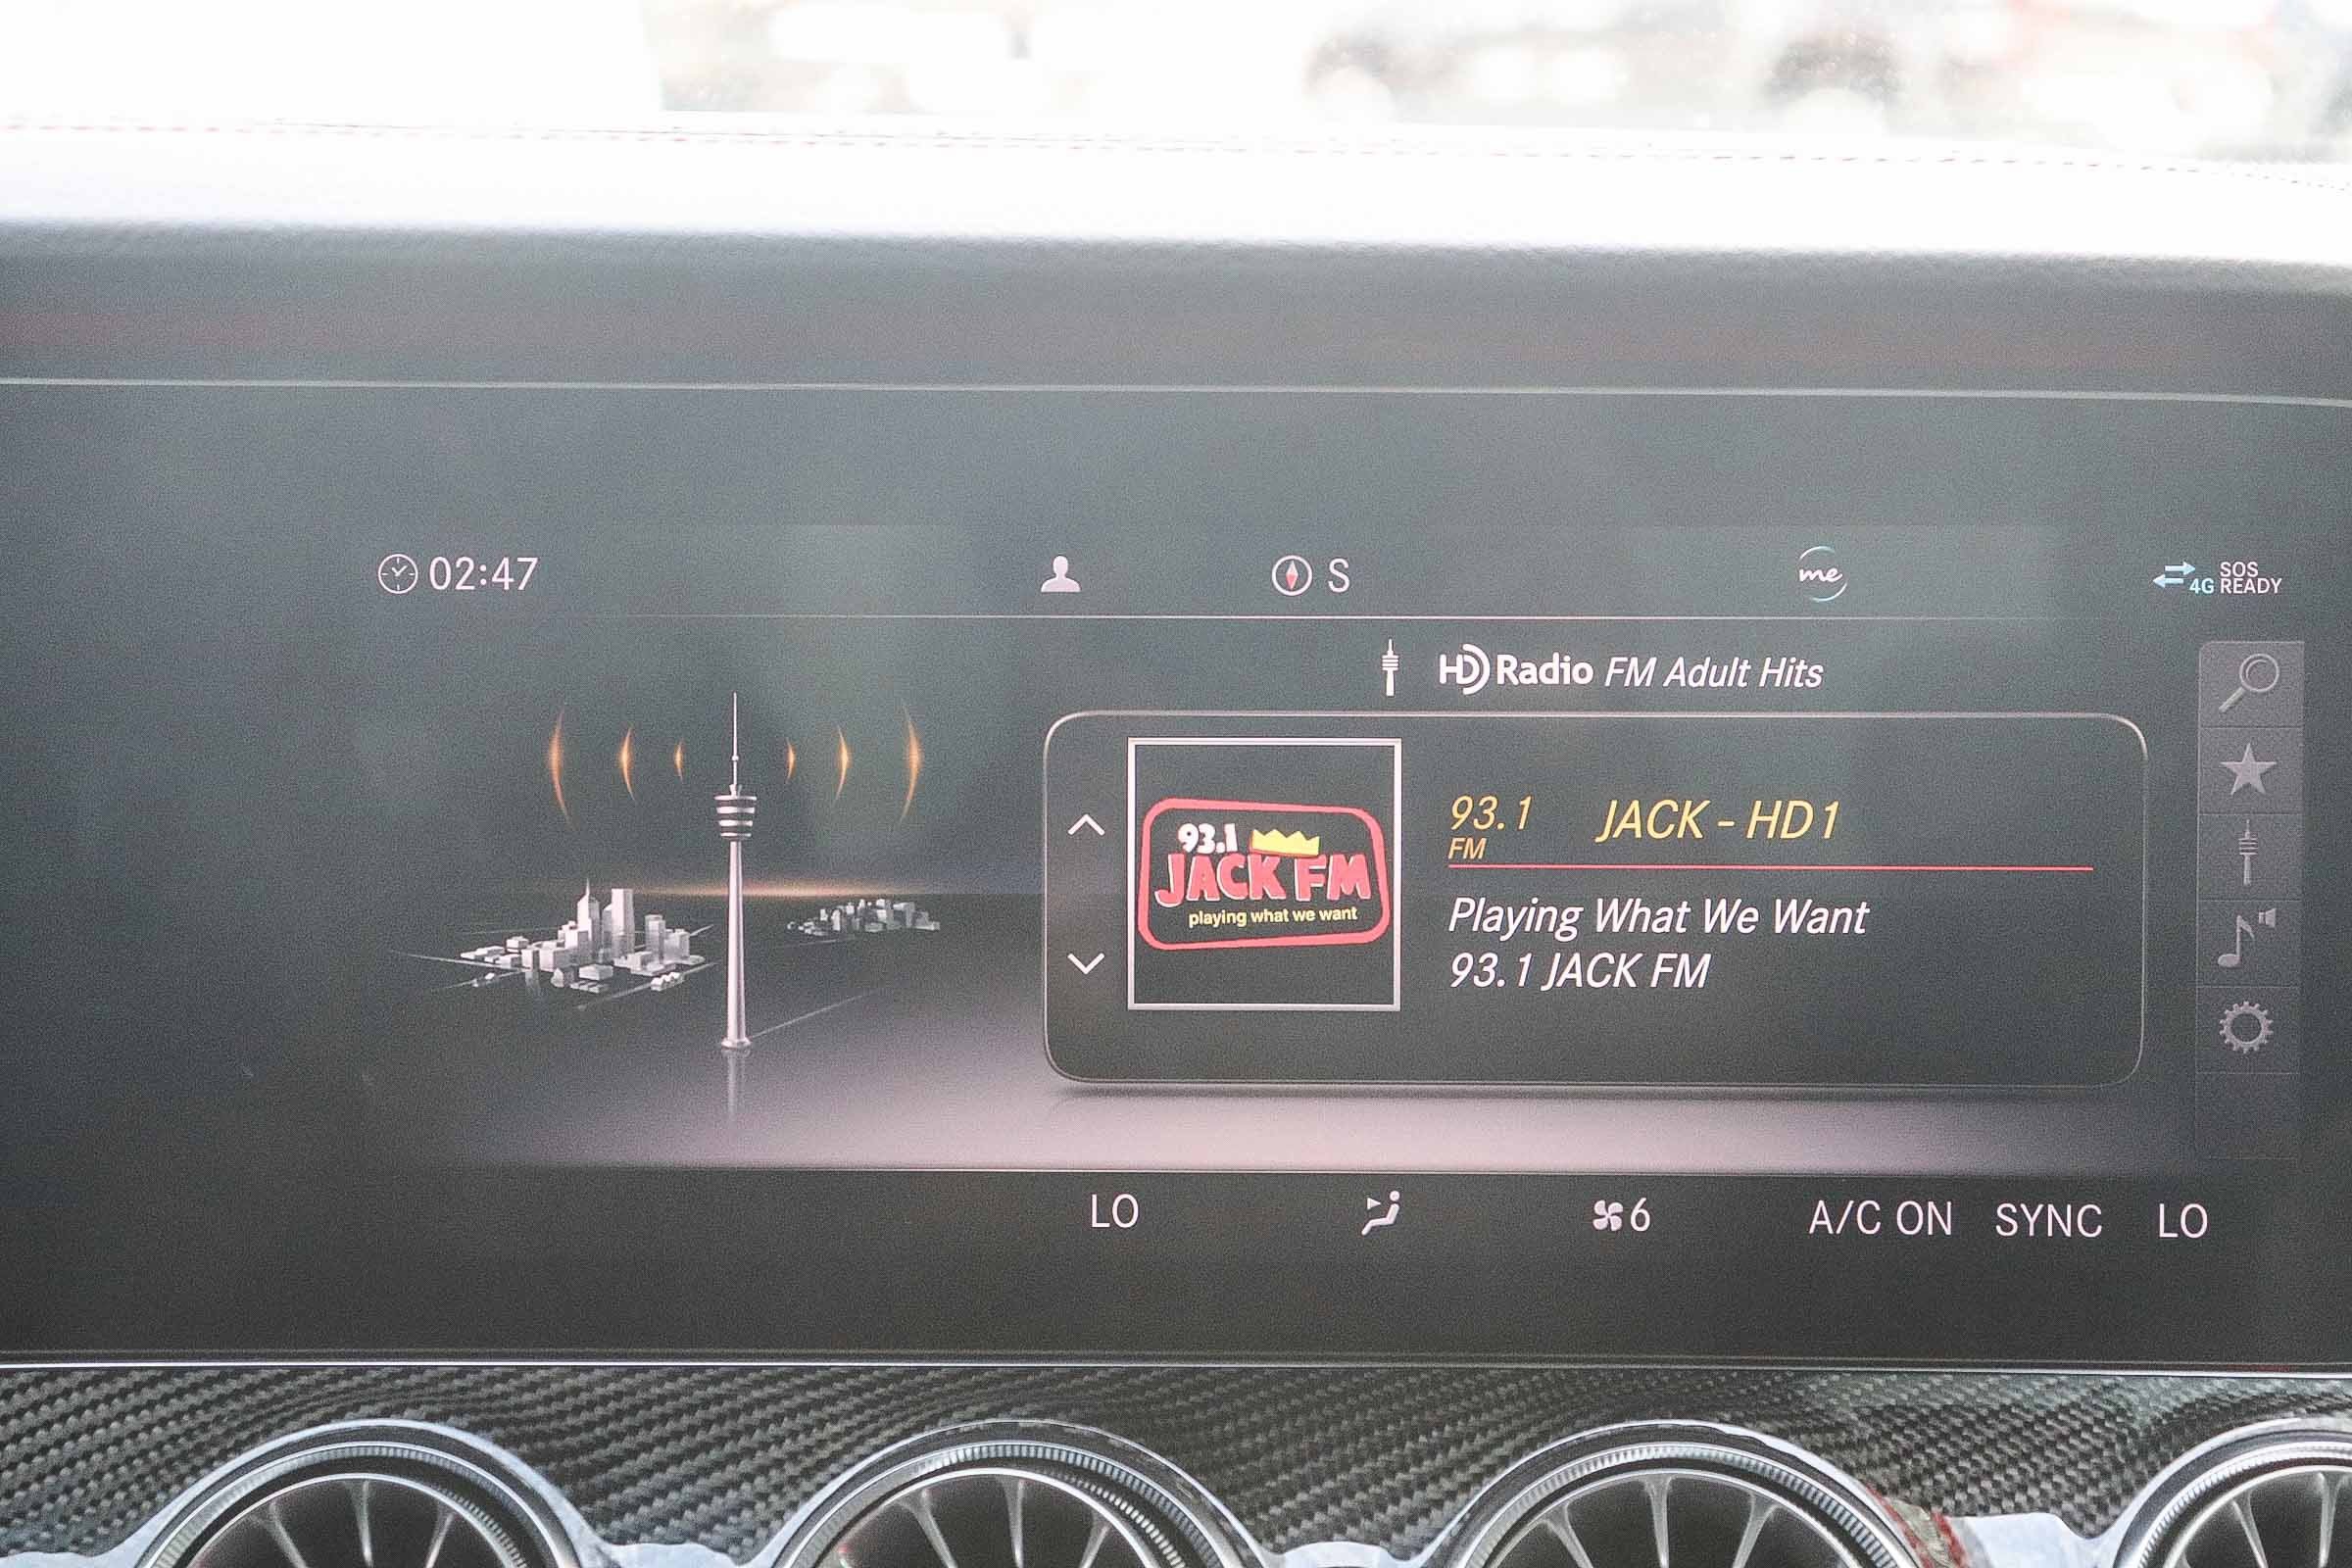 02:47
S
me
4G
SOS
READY
HD Radio FM Adult Hits
93.1
JACK FM
playing what we want
93.1 JACK - HD1
FM
Playing What We Want
93.1 JACK FM
LO
6
A/C ON
SYNC
LO